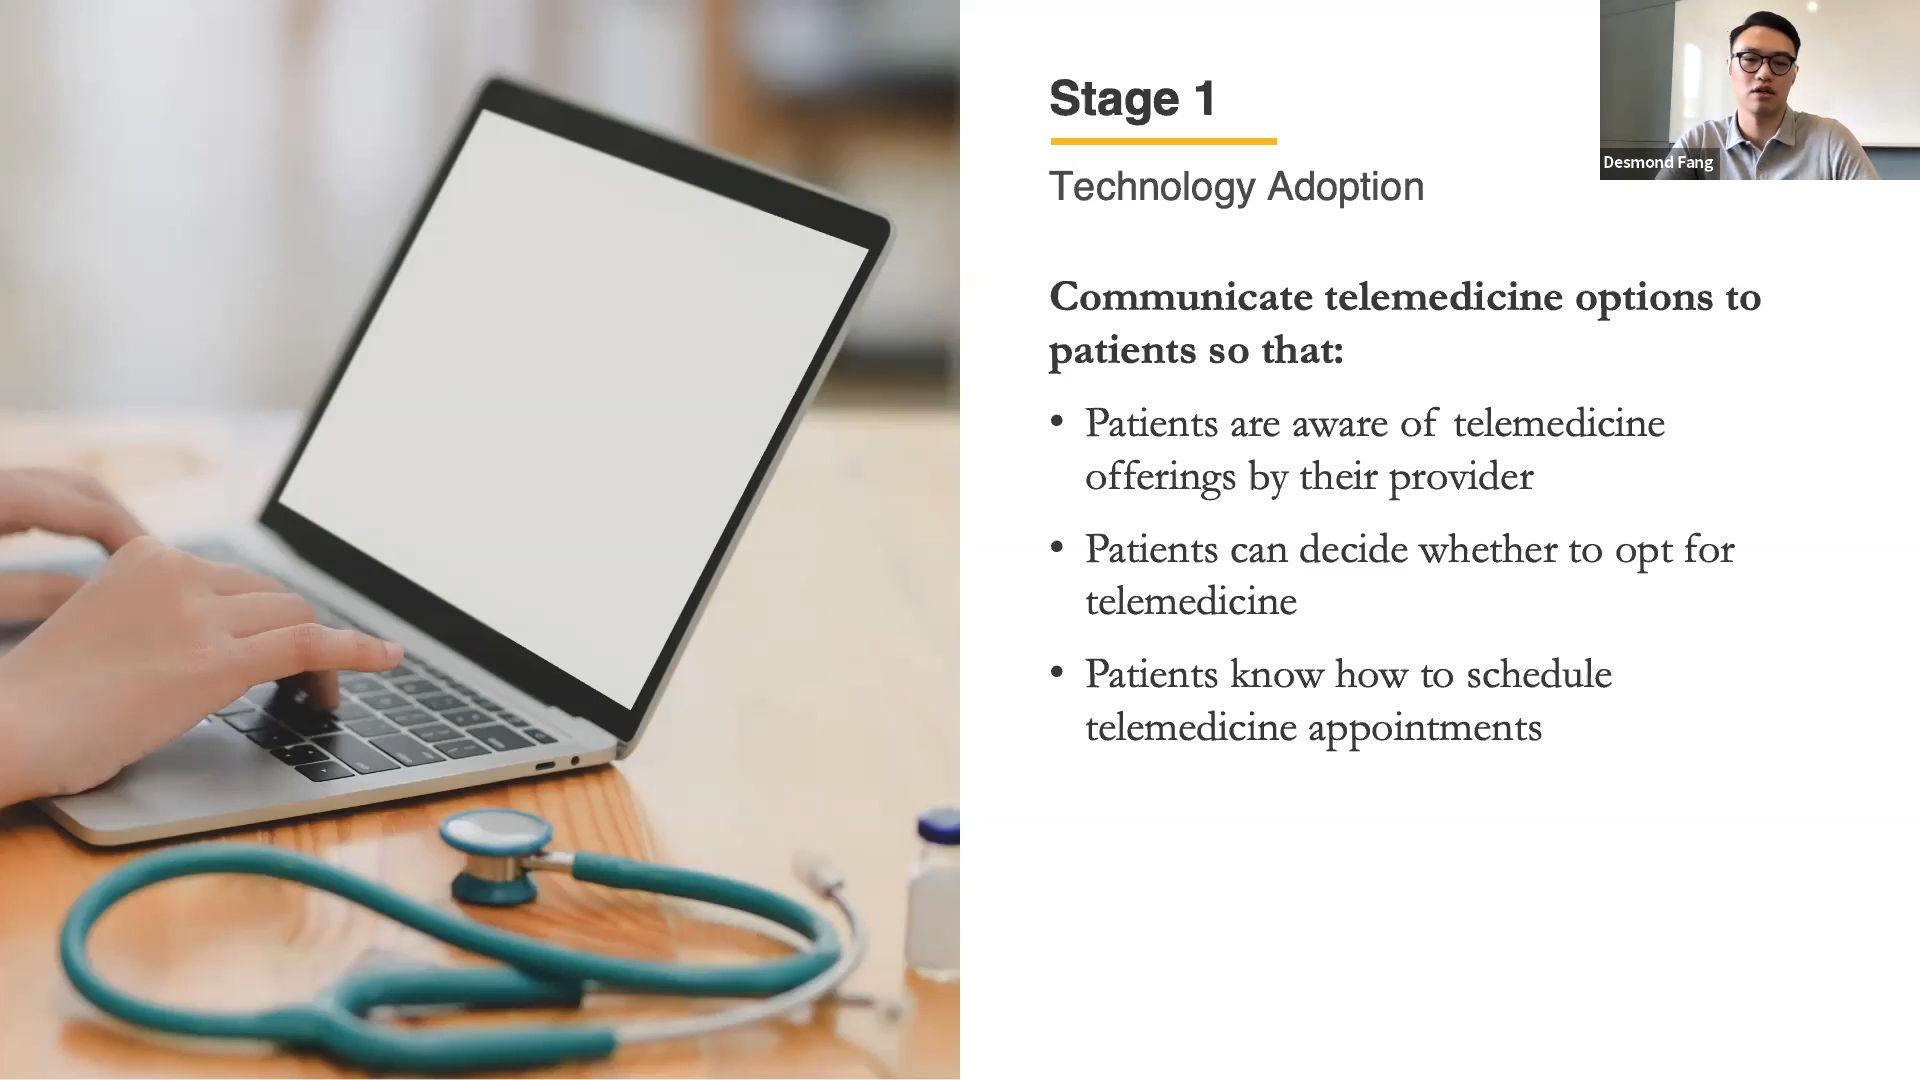 Stage 1
Technology Adoption
Desmond Fang
Communicate telemedicine options to
patients so that:
• Patients are aware of telemedicine
offerings by their provider
• Patients can decide whether to opt for
telemedicine
• Patients know how to schedule
telemedicine appointments